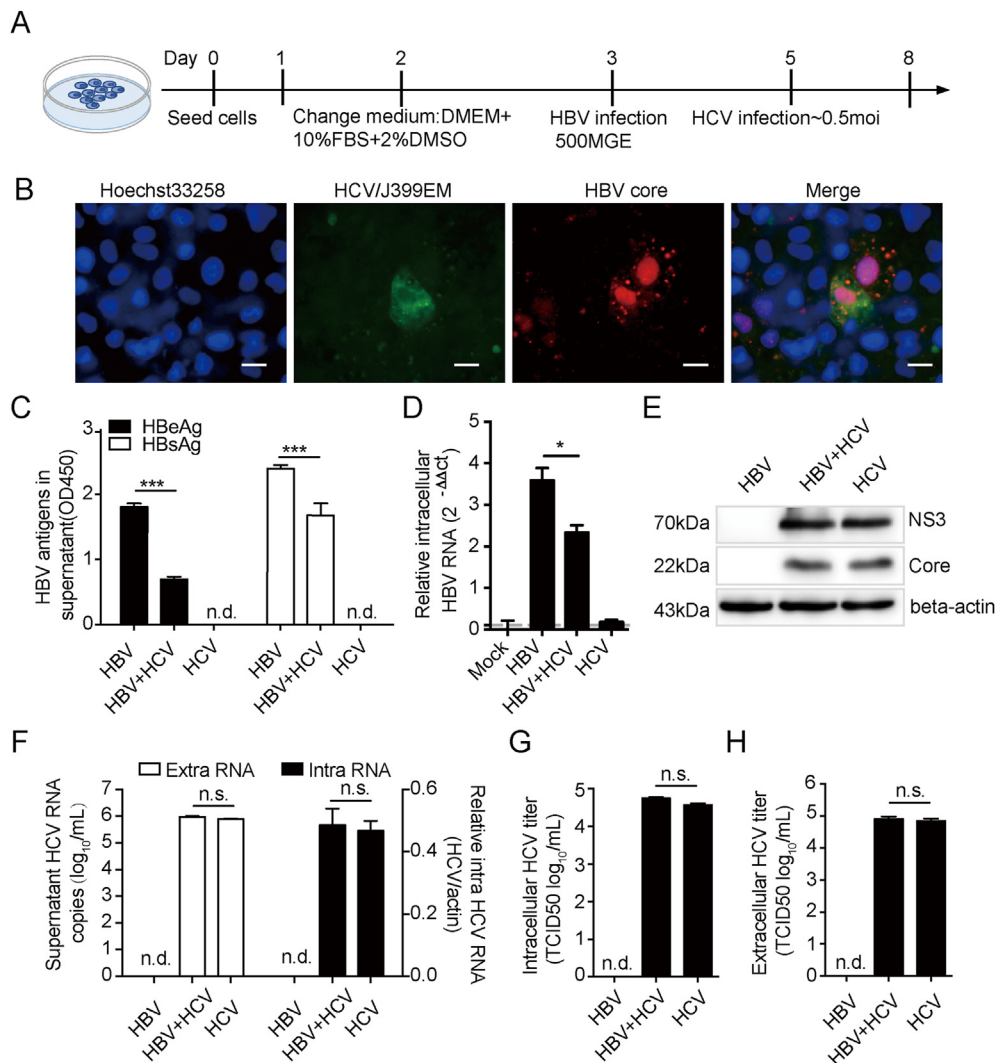 A
Day 0 1 2 3 5 8
Seed cells
Change medium:DMEM+
10%FBS+2%DMSO
HBV infection
500MGE
HCV infection~0.5moi
B
Hoechst33258 HCV/J399EM HBV core Merge
C
HBeAg
HBsAg
HBV antigens in
supernatant(OD450)
3
2
1
0
***
***
n.d.
n.d.
HBV HBV+HCV HCV HBV HBV+HCV HCV
D
Relative intracellular
HBV RNA (2 -ΔΔct)
5
4
3
2
1
0
*
Mock HBV HBV+HCV HCV
E
HBV HBV+HCV HCV
70kDa NS3
22kDa Core
43kDa beta-actin
F
Extra RNA Intra RNA
Supernatant HCV RNA
copies (log10/mL)
7
6
5
4
3
2
1
0
n.s.
n.s.
n.d.
n.d.
0.6
0.4
0.2
0.0
Relative intra HCV RNA
(HCV/actin)
HBV HBV+HCV HCV HBV HBV+HCV HCV
G
Intracellular HCV titer
(TCID50 log10/mL)
5
4
3
2
1
0
n.s.
n.d.
HBV HBV+HCV HCV
H
Extracellular HCV titer
(TCID50 log10/mL)
6
5
4
3
2
1
0
n.s.
n.d.
HBV HBV+HCV HCV